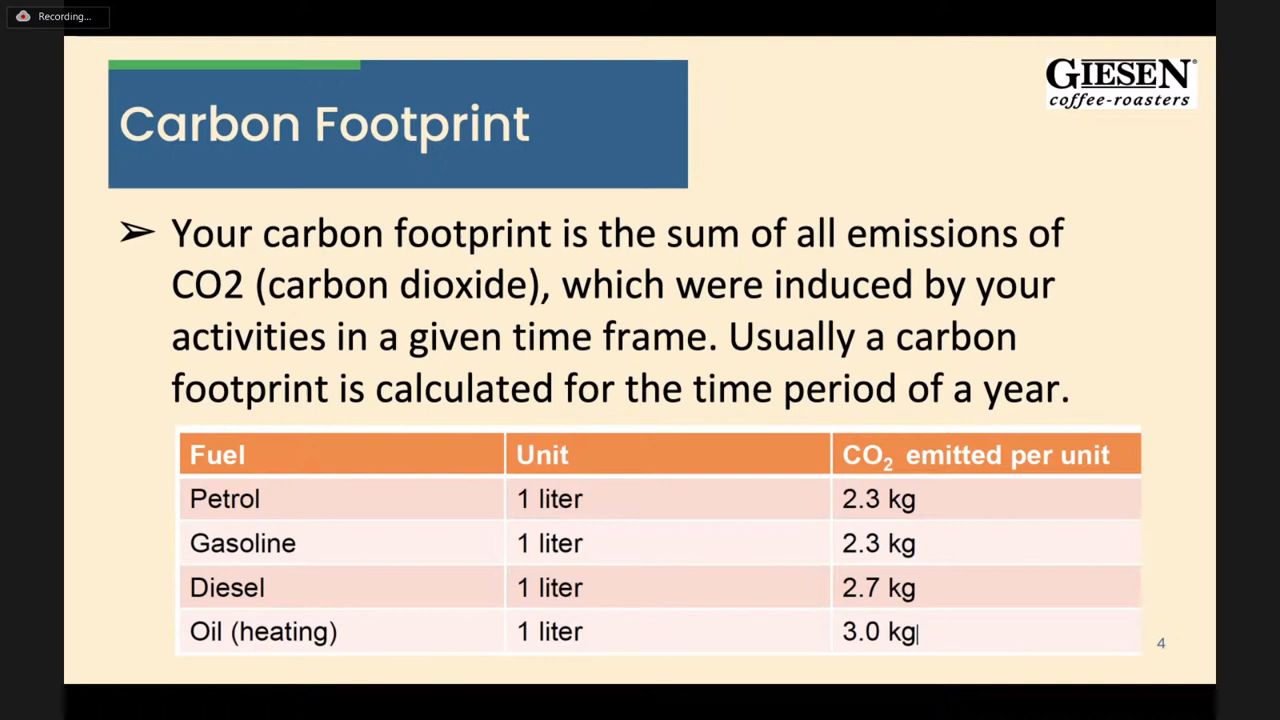 Recording...
GIESEN
coffee-roasters
Carbon Footprint
➢ Your carbon footprint is the sum of all emissions of
CO2 (carbon dioxide), which were induced by your
activities in a given time frame. Usually a carbon
footprint is calculated for the time period of a year.
Fuel Unit CO₂ emitted per unit
Petrol 1 liter 2.3 kg
Gasoline 1 liter 2.3 kg
Diesel 1 liter 2.7 kg
Oil (heating) 1 liter 3.0 kg
4